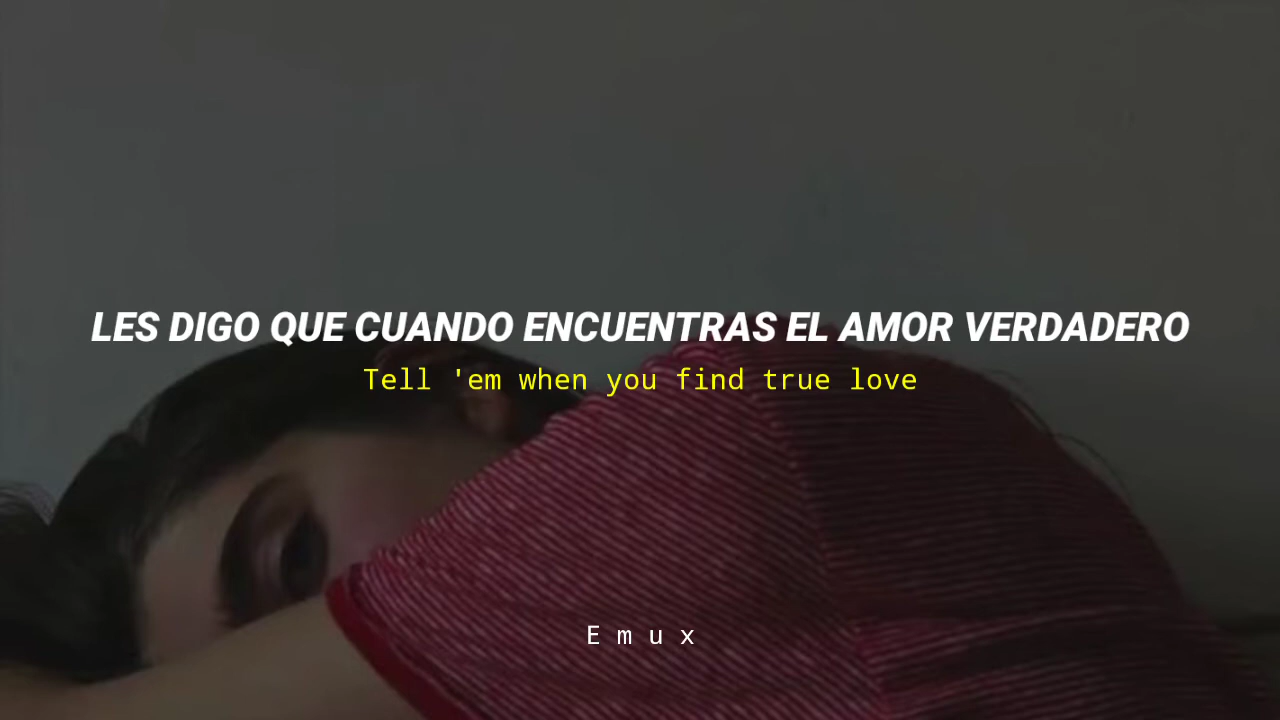 LES DIGO QUE CUANDO ENCUENTRAS EL AMOR VERDADERO
Tell 'em when you find true love
E m u x